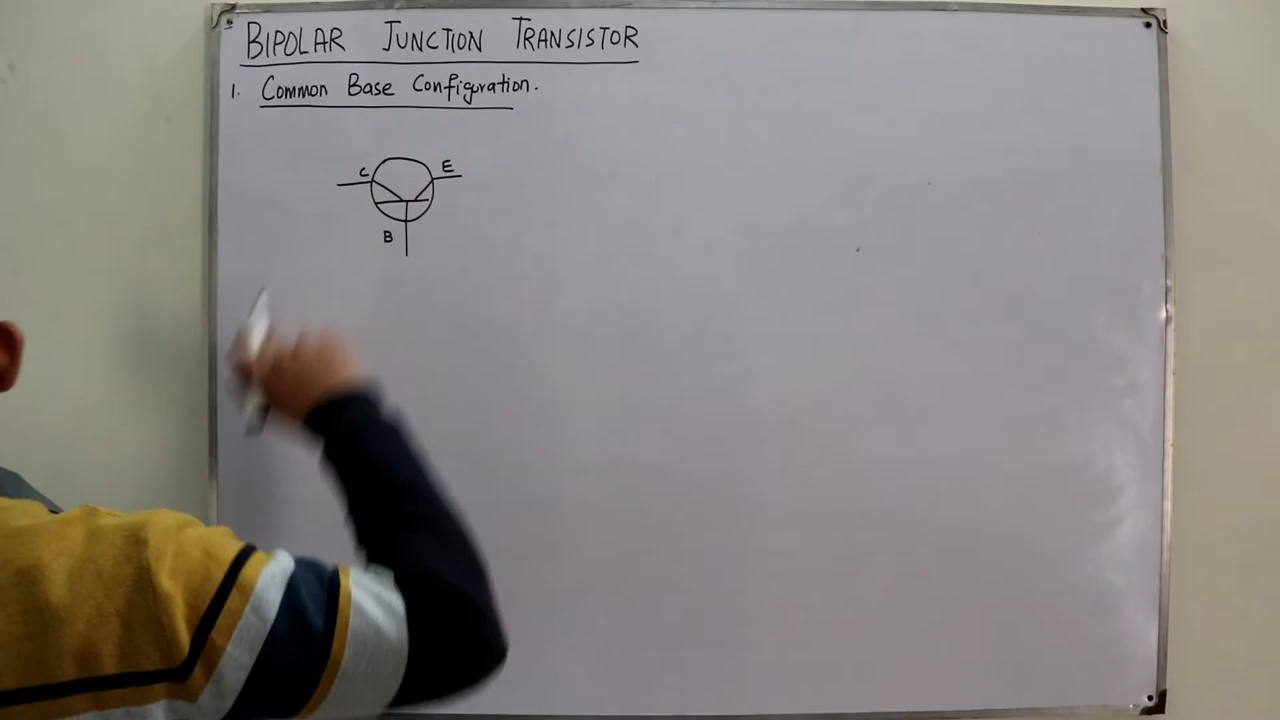 BIPOLAR JUNCTION TRANSISTOR
1. Common Base Configuration.
C E
B